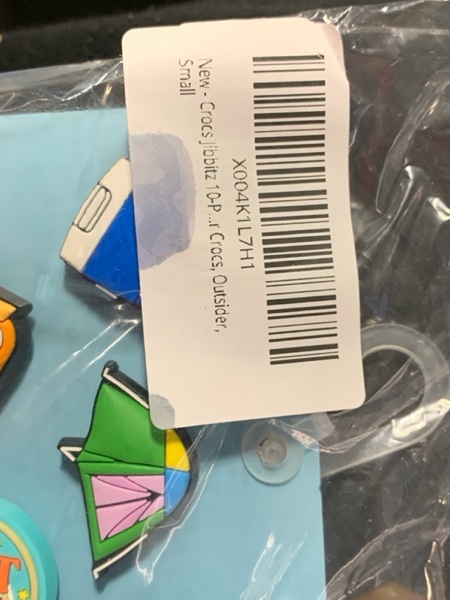 X004K1L7H1
New - Crocs Jibbitz 10-P...r Crocs, Outsider,
Small